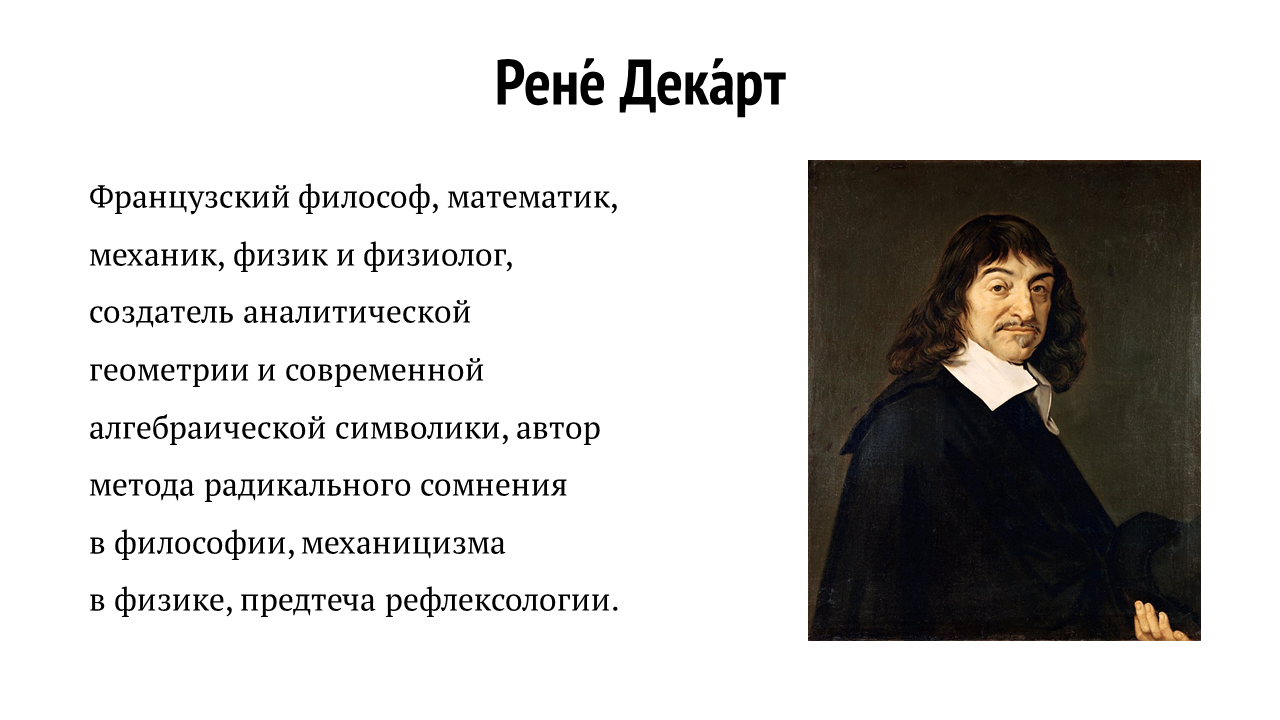 Рене́ Дека́рт
Французский философ, математик,
механик, физик и физиолог,
создатель аналитической
геометрии и современной
алгебраической символики, автор
метода радикального сомнения
в философии, механицизма
в физике, предтеча рефлексологии.